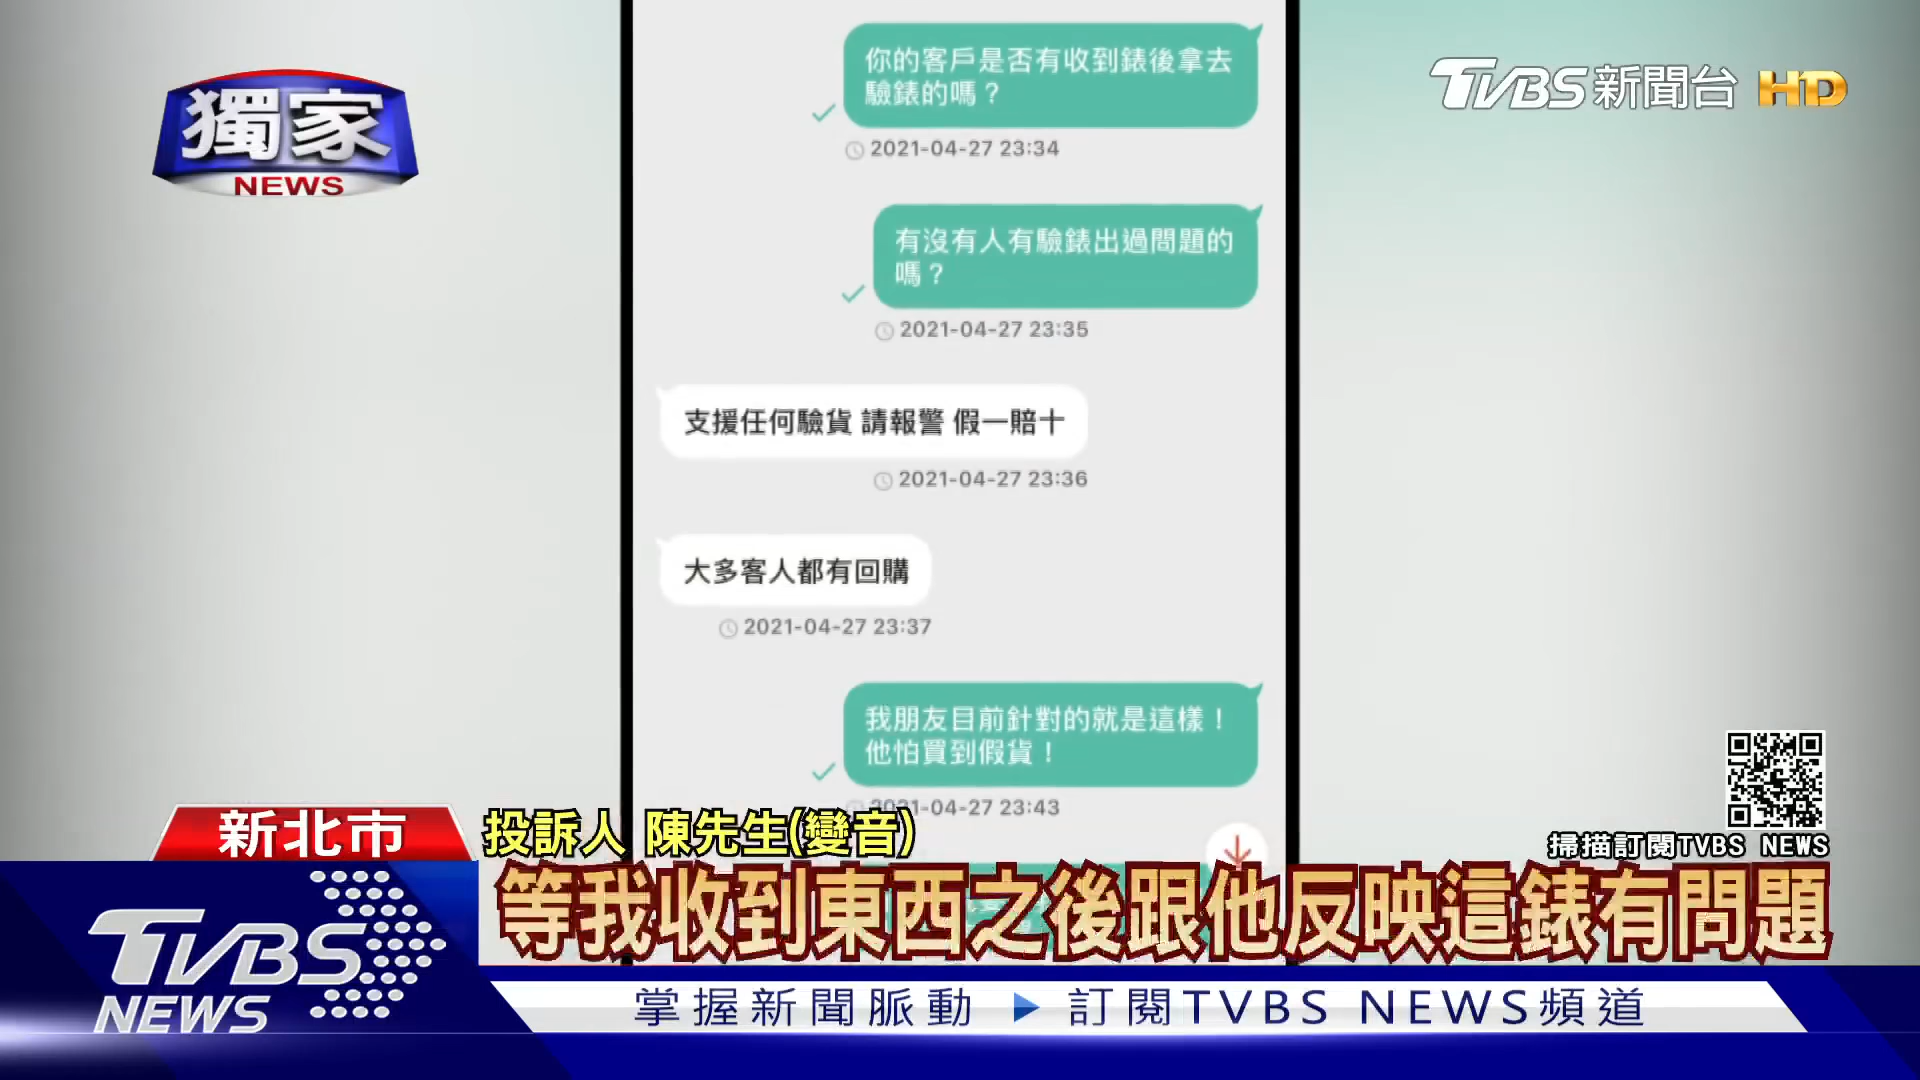 你的客戶是否有收到錶後拿去
驗錶的嗎？
2021-04-27 23:34
獨家
NEWS
TVBS新聞台 HD
有沒有人有驗錶出過問題的
嗎？
2021-04-27 23:35
支援任何驗貨 請報警 假一賠十
2021-04-27 23:36
大多客人都有回購
2021-04-27 23:37
我朋友目前針對的就是這樣！
他怕買到假貨！
2021-04-27 23:43
新北市
投訴人 陳先生(變音)
掃描訂閱TVBS NEWS
等我收到東西之後跟他反映這錶有問題
TVBS
NEWS
掌握新聞脈動 ▶ 訂閱TVBS NEWS頻道